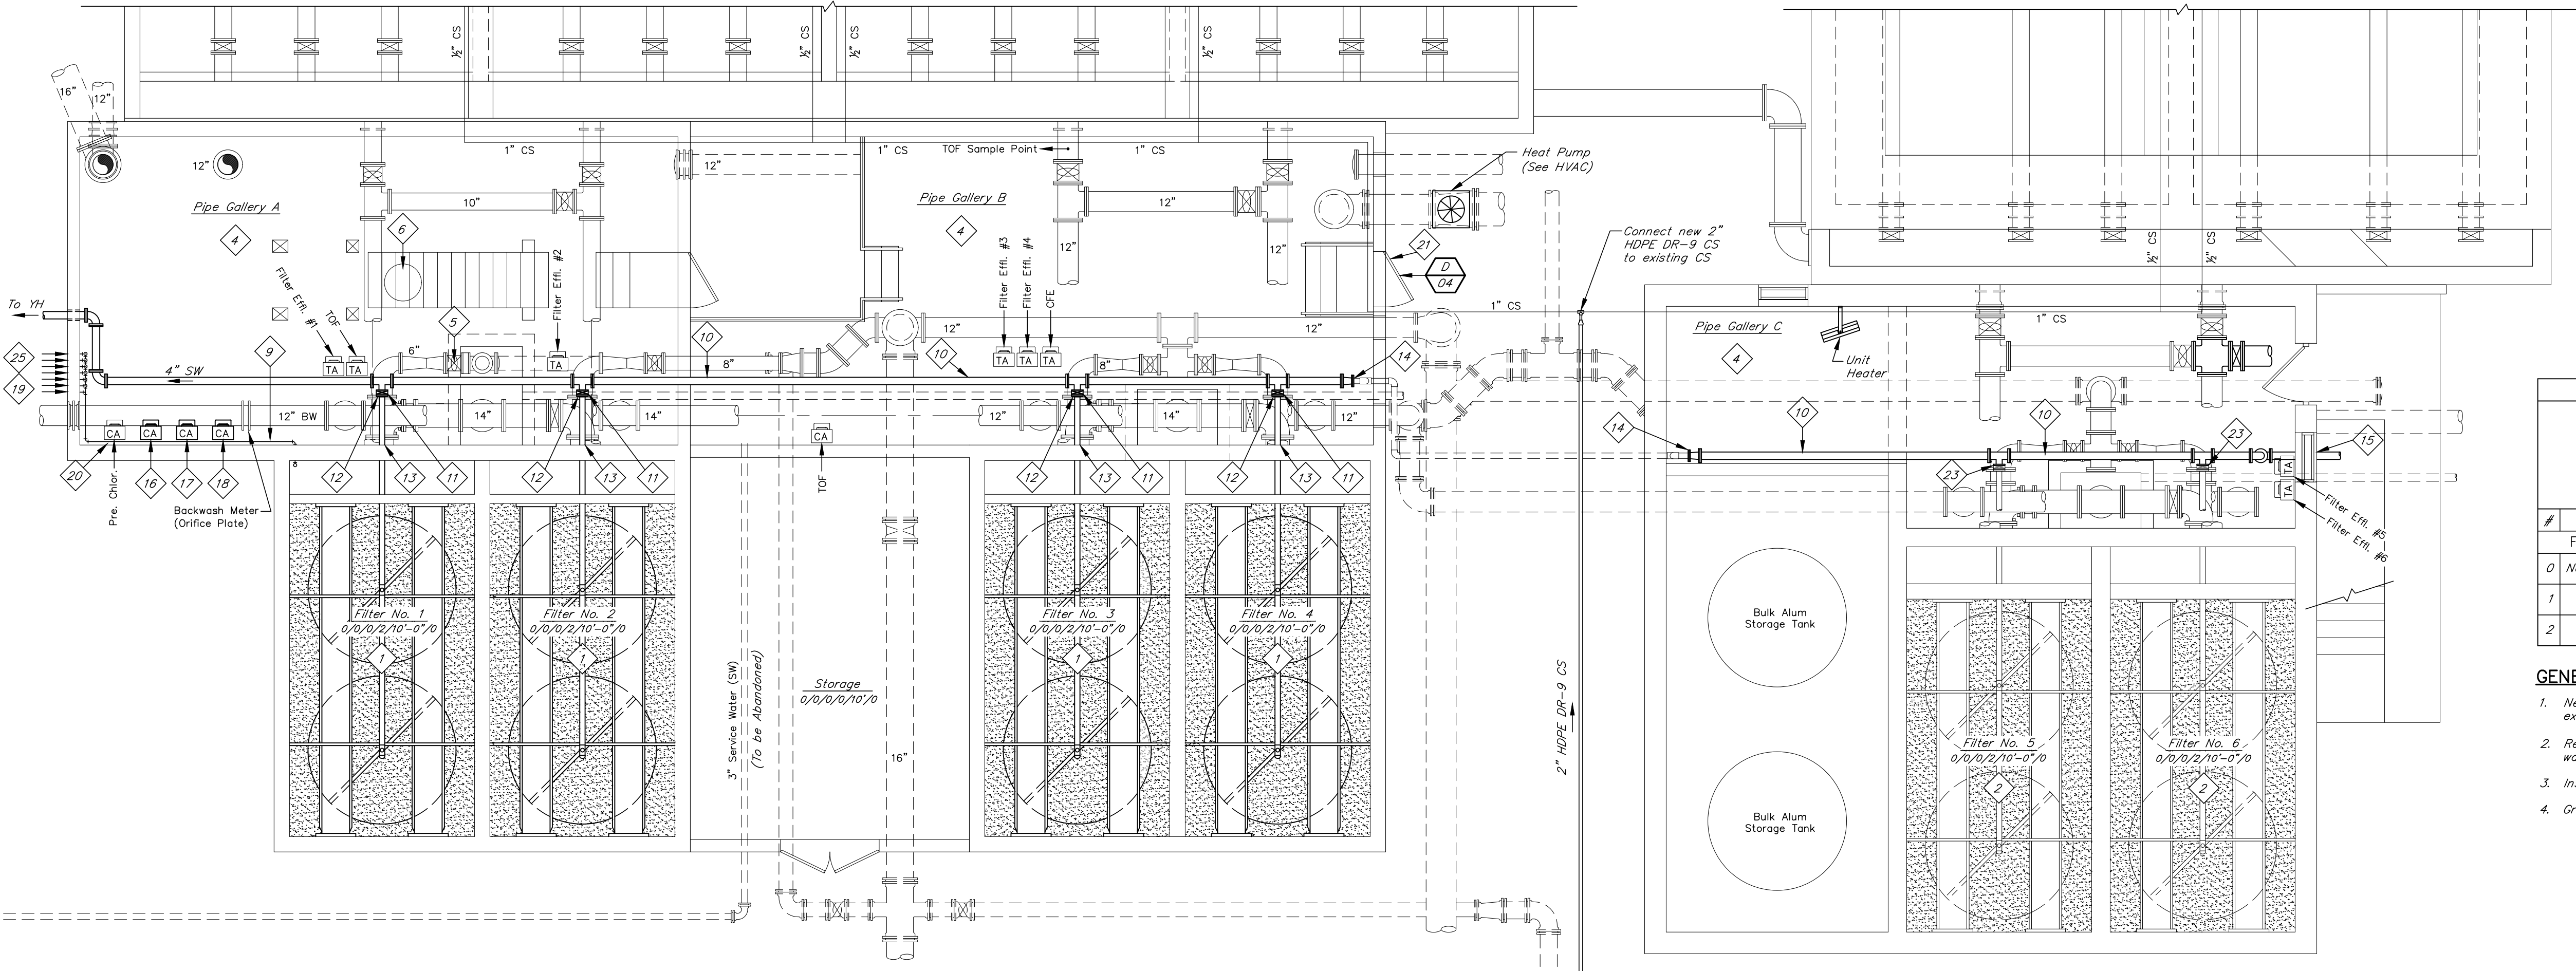 ½" CS
½" CS
½" CS
½" CS
16"
12"
12"
1" CS
12"
1" CS
TOF Sample Point
1" CS
Heat Pump
(See HVAC)
½" CS
½" CS
Pipe Gallery A
4
10"
Pipe Gallery B
4
12"
12"
12"
6
Filter Effl. #1
TOF
Filter Effl. #2
Filter Effl. #3
Filter Effl. #4
CFE
21
D
04
Connect new 2"
HDPE DR-9 CS
to existing CS
1" CS
Pipe Gallery C
4
Unit
Heater
1" CS
To YH
25
19
9
4" SW
TA
TA
6"
5
TA
10
8"
12"
12"
10
TA
TA
TA
8"
14
12" BW
14"
14"
12"
14"
12"
CA
CA
CA
CA
CA
TOF
20
Pre. Chlor.
16
17
18
Backwash Meter
(Orifice Plate)
12
13
11
12
13
11
12
13
11
12
13
11
14
10
10
23
23
15
TA
TA
Filter Effl. #5
Filter Effl. #6
Filter No. 1
0/0/0/2/10'-0"/0
1
Filter No. 2
0/0/0/2/10'-0"/0
1
3" Service Water (SW)
(To be Abandoned)
Storage
0/0/0/0/10'/0
16"
Filter No. 3
0/0/0/2/10'-0"/0
1
Filter No. 4
0/0/0/2/10'-0"/0
1
2" HDPE DR-9 CS
Bulk Alum
Storage Tank
Bulk Alum
Storage Tank
Filter No. 5
0/0/0/2/10'-0"/0
2
Filter No. 6
0/0/0/2/10'-0"/0
2
#
F
0
1
2
GENE
1. Ne
ex
2. Re
wa
3. In
4. Gr